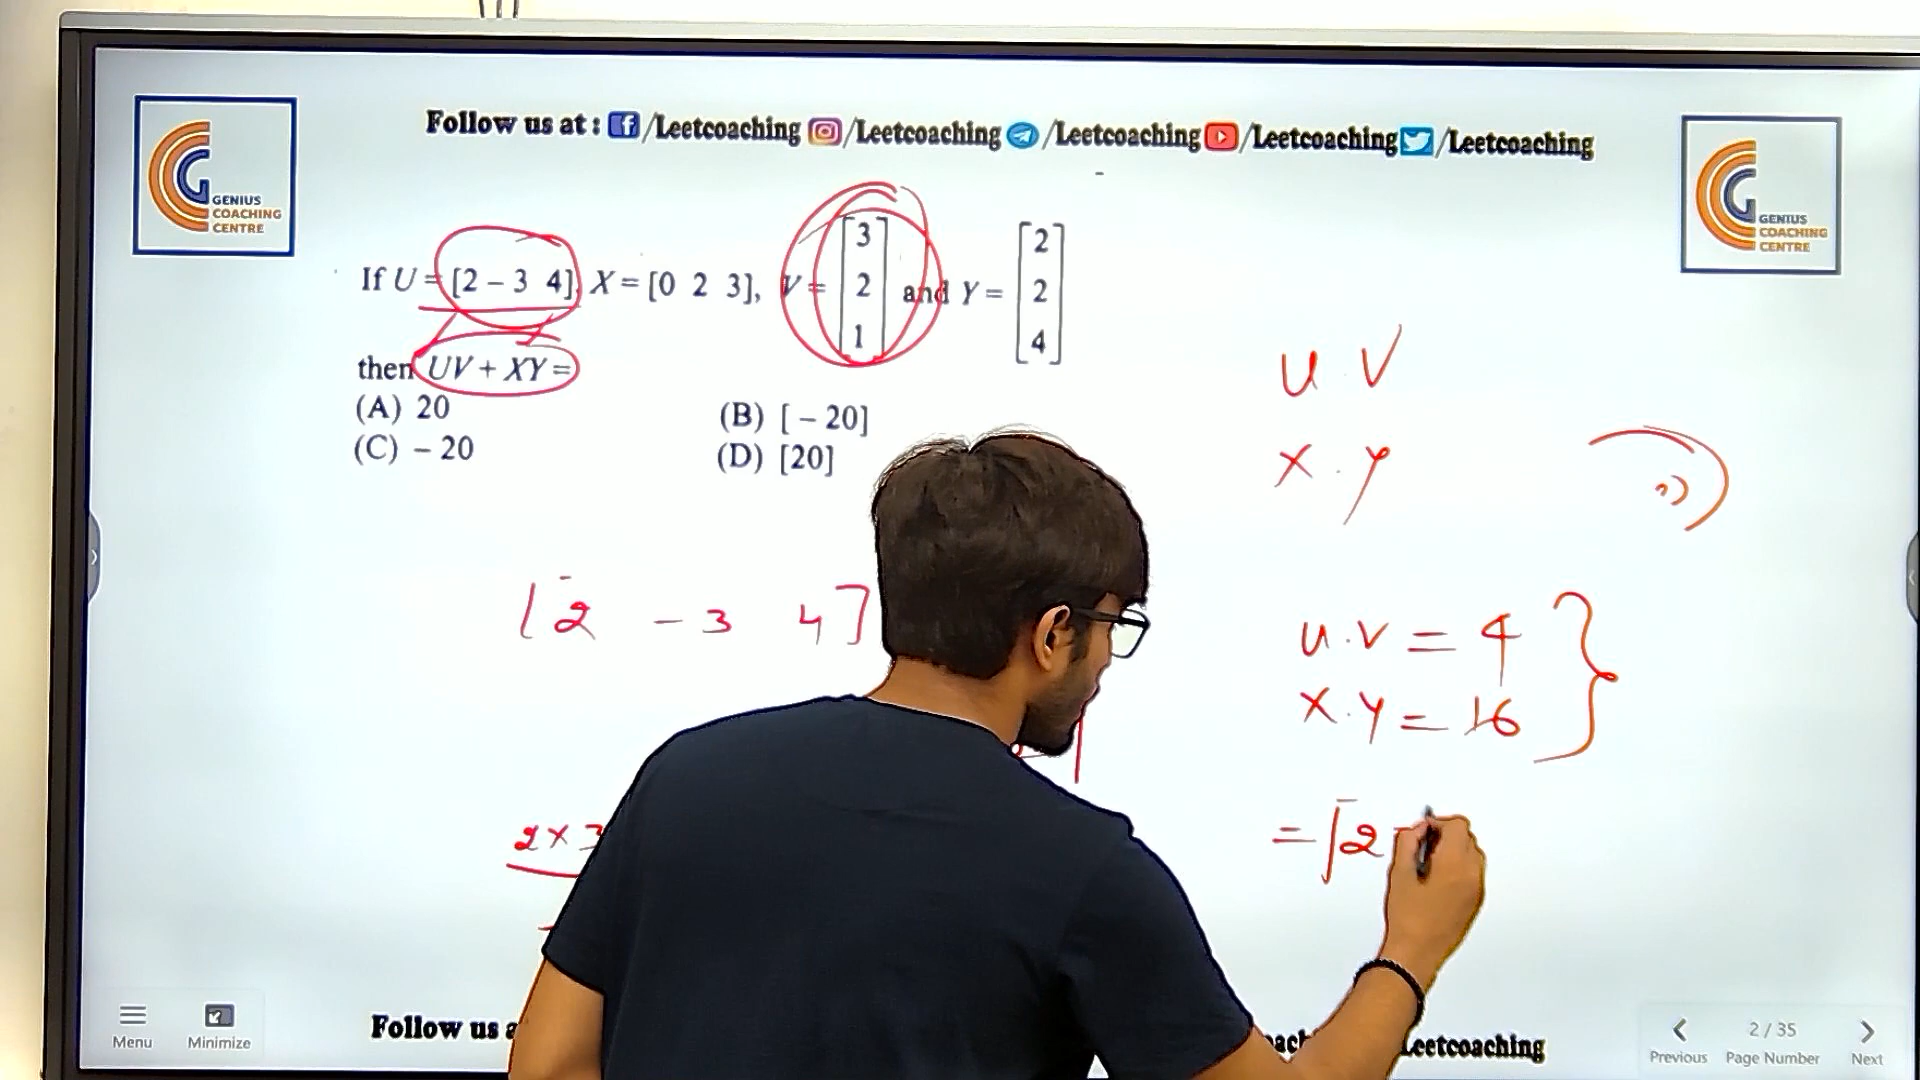 Follow us at : /Leetcoaching /Leetcoaching /Leetcoaching /Leetcoaching /Leetcoaching
GENIUS
COACHING
CENTRE
GENIUS
COACHING
CENTRE
If U = [2 – 3 4], X = [0 2 3], V = [3 2 1] and Y = [2 2 4]
then UV + XY =
(A) 20
(B) [ – 20]
(C) – 20
(D) [20]
U . V
X . Y
[2 – 3 4]
U . V = 4
X . Y = 16
2 × 3
= [2
Follow us
Leetcoaching
Menu
Minimize
Previous
2 / 35
Page Number
Next